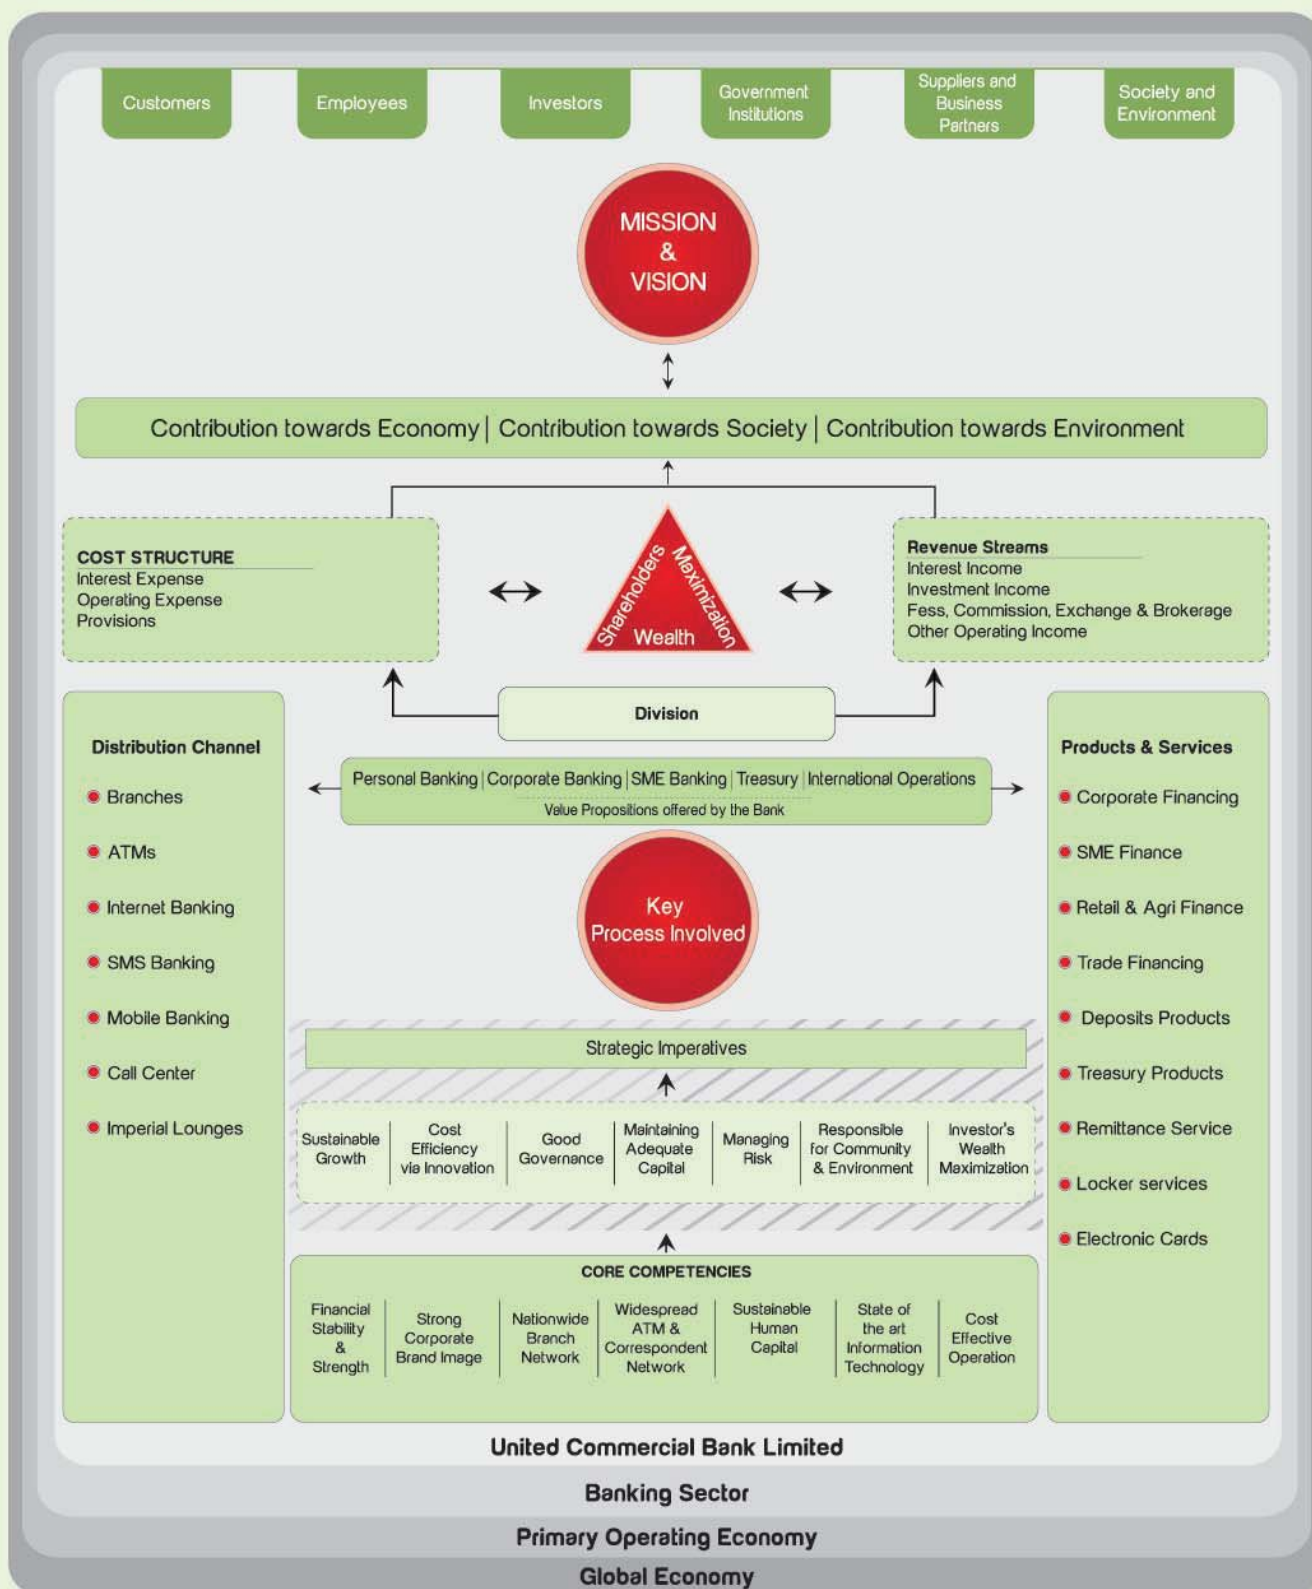 Customers
Employees
Investors
Government
Institutions
Suppliers and
Business
Partners
Society and
Environment
MISSION
&
VISION
Contribution towards Economy | Contribution towards Society | Contribution towards Environment
COST STRUCTURE
Interest Expense
Operating Expense
Provisions
Shareholders
Wealth
Maximization
Revenue Streams
Interest Income
Investment Income
Fess, Commission, Exchange & Brokerage
Other Operating Income
Division
Personal Banking | Corporate Banking | SME Banking | Treasury | International Operations
Value Propositions offered by the Bank
Distribution Channel
Branches
ATMs
Internet Banking
SMS Banking
Mobile Banking
Call Center
Imperial Lounges
Key
Process Involved
Products & Services
Corporate Financing
SME Finance
Retail & Agri Finance
Trade Financing
Deposits Products
Treasury Products
Remittance Service
Locker services
Electronic Cards
Strategic Imperatives
Sustainable
Growth
Cost
Efficiency
via Innovation
Good
Governance
Maintaining
Adequate
Capital
Managing
Risk
Responsible
for Community
& Environment
Investor's
Wealth
Maximization
CORE COMPETENCIES
Financial
Stability
&
Strength
Strong
Corporate
Brand Image
Nationwide
Branch
Network
Widespread
ATM &
Correspondent
Network
Sustainable
Human
Capital
State of
the art
Information
Technology
Cost
Effective
Operation
United Commercial Bank Limited
Banking Sector
Primary Operating Economy
Global Economy